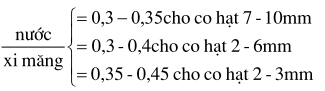 nước
xi măng
= 0,3 – 0,35cho co hạt 7 - 10mm
= 0,3 - 0,4cho co hạt 2 - 6mm
= 0,35 - 0,45 cho co hạt 2 - 3mm